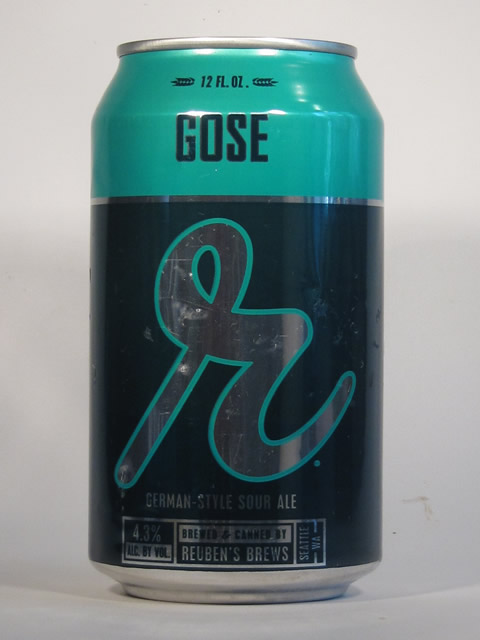 12 FL. OZ.
GOSE
r
GERMAN-STYLE SOUR ALE
4.3%
ALC. BY VOL.
BREWED & CANNED BY
REUBEN'S BREWS
SEATTLE
WA